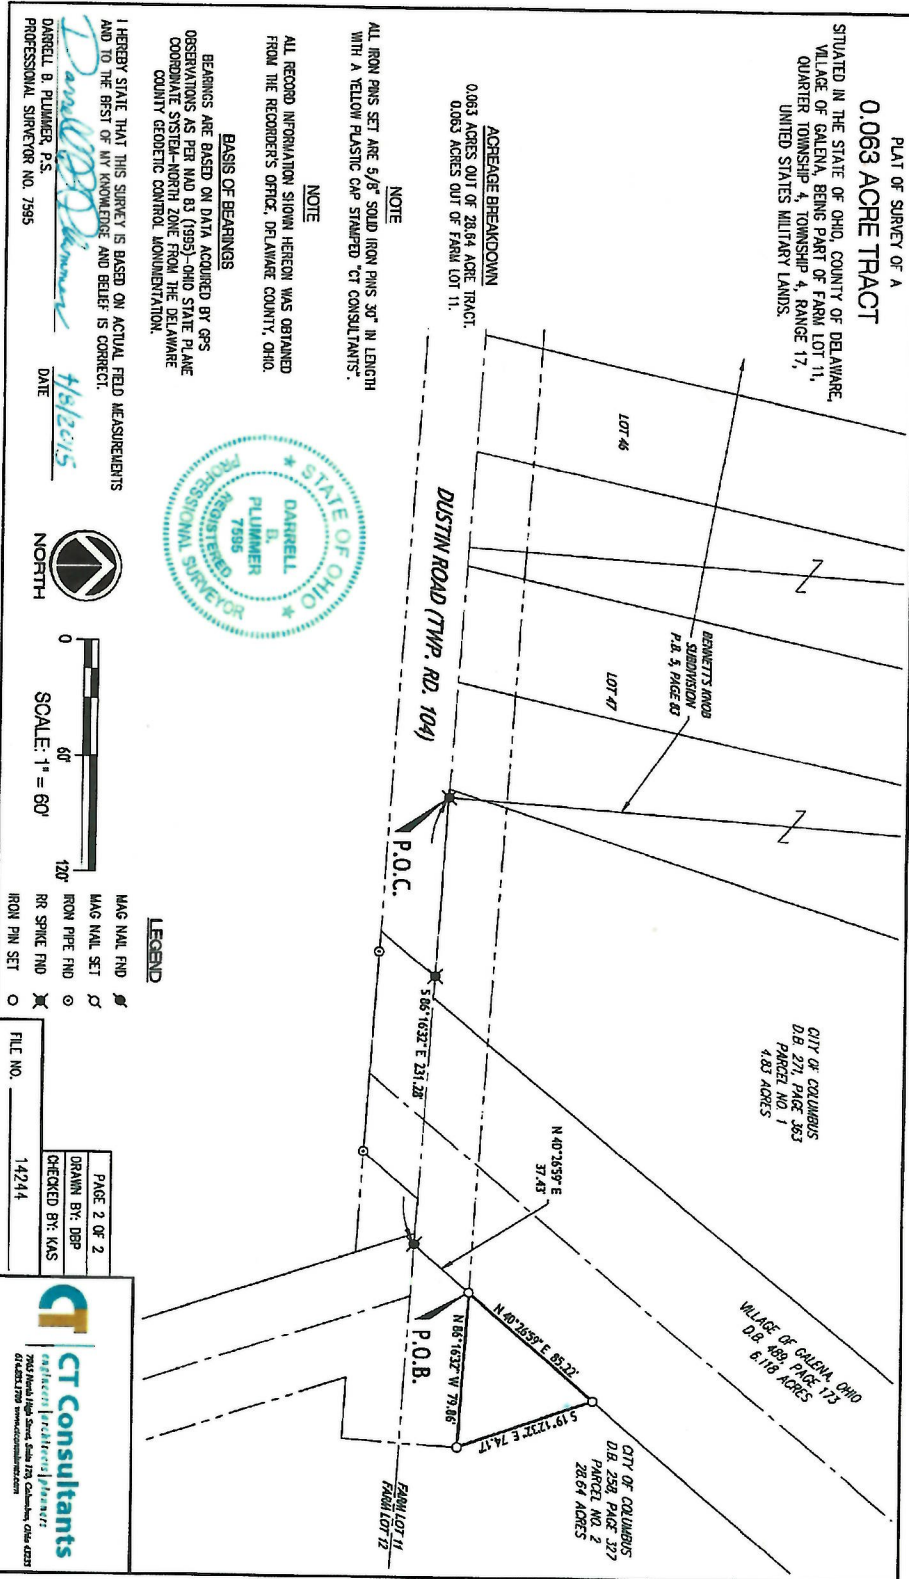 PLAT OF SURVEY OF A
0.063 ACRE TRACT
SITUATED IN THE STATE OF OHIO, COUNTY OF DELAWARE,
VILLAGE OF GALENA, BEING PART OF FARM LOT 11,
QUARTER TOWNSHIP 4, TOWNSHIP 4, RANGE 17,
UNITED STATES MILITARY LANDS.
ACREAGE BREAKDOWN
0.063 ACRES OUT OF 28.64 ACRE TRACT.
0.063 ACRES OUT OF FARM LOT 11.
NOTE
ALL IRON PINS SET ARE 5/8" SOLID IRON PINS 30" IN LENGTH
WITH A YELLOW PLASTIC CAP STAMPED "CT CONSULTANTS".
NOTE
ALL RECORD INFORMATION SHOWN HEREON WAS OBTAINED
FROM THE RECORDER'S OFFICE, DELAWARE COUNTY, OHIO.
BASIS OF BEARINGS
BEARINGS ARE BASED ON DATA ACQUIRED BY GPS
OBSERVATIONS AS PER NAD 83 (1995)-OHIO STATE PLANE
COORDINATE SYSTEM-NORTH ZONE FROM THE DELAWARE
COUNTY GEODETIC CONTROL MONUMENTATION.
I HEREBY STATE THAT THIS SURVEY IS BASED ON ACTUAL FIELD MEASUREMENTS
AND TO THE BEST OF MY KNOWLEDGE AND BELIEF IS CORRECT.
Darrell B Plummer 4/8/2015
DARRELL B. PLUMMER, P.S. DATE
PROFESSIONAL SURVEYOR NO. 7595
STATE OF OHIO
DARRELL
B.
PLUMMER
7595
REGISTERED
PROFESSIONAL SURVEYOR
LOT 46
LOT 47
BENNETTS KNOB
SUBDIVISION
P.B. 5, PAGE 83
DUSTIN ROAD (TWP. RD. 104)
P.O.C.
S 86°16'32" E 231.28'
CITY OF COLUMBUS
D.B. 271, PAGE 363
PARCEL NO. 1
4.83 ACRES
N 40°26'59" E
37.43'
VILLAGE OF GALENA, OHIO
D.B. 489, PAGE 173
6.118 ACRES
P.O.B.
N 40°26'59" E 85.22'
N 86°16'32" W 79.86'
S 19°12'32" E 74.17'
CITY OF COLUMBUS
D.B. 258, PAGE 327
PARCEL NO. 2
28.64 ACRES
FARM LOT 11
FARM LOT 12
NORTH
0 60' 120'
SCALE: 1" = 60'
LEGEND
MAG NAIL FND
MAG NAIL SET
IRON PIPE FND
RR SPIKE FND
IRON PIN SET
PAGE 2 OF 2
DRAWN BY: DBP
CHECKED BY: KAS
FILE NO. 14244
CT CT Consultants
engineers | architects | planners
7965 North High Street, Suite 120, Columbus, Ohio 43235